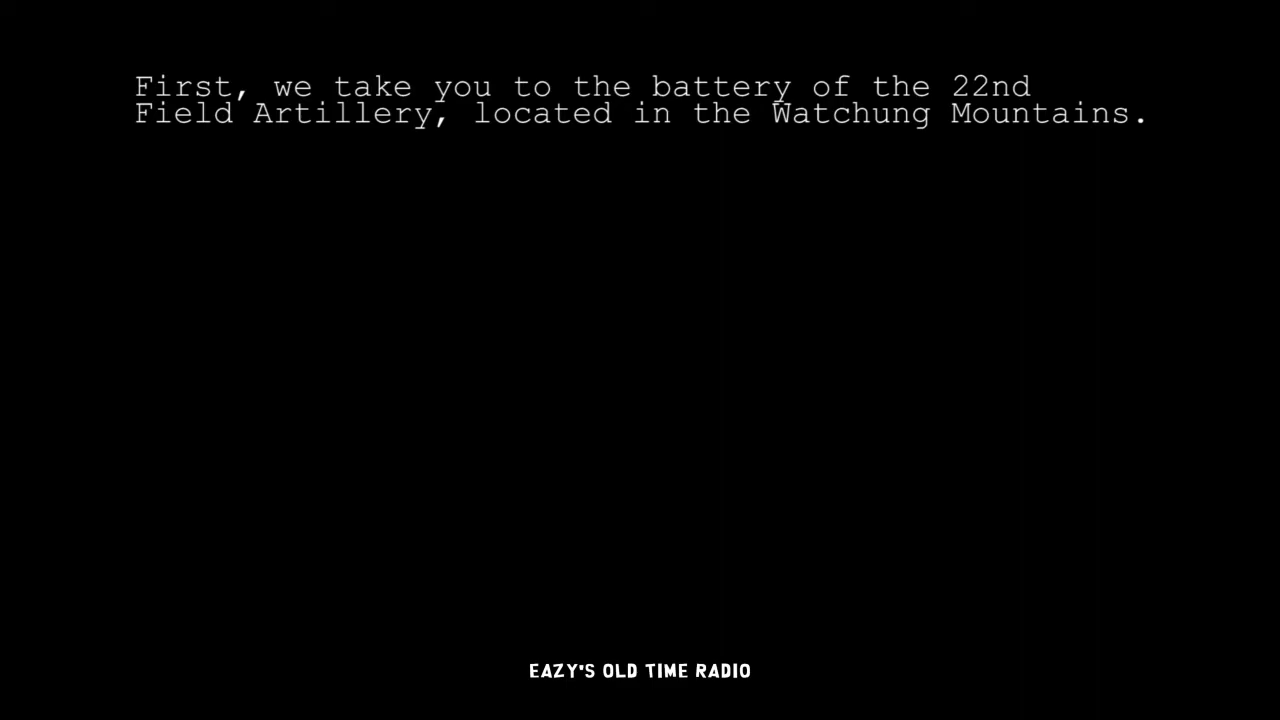 First, we take you to the battery of the 22nd
Field Artillery, located in the Watchung Mountains.
EAZY'S OLD TIME RADIO